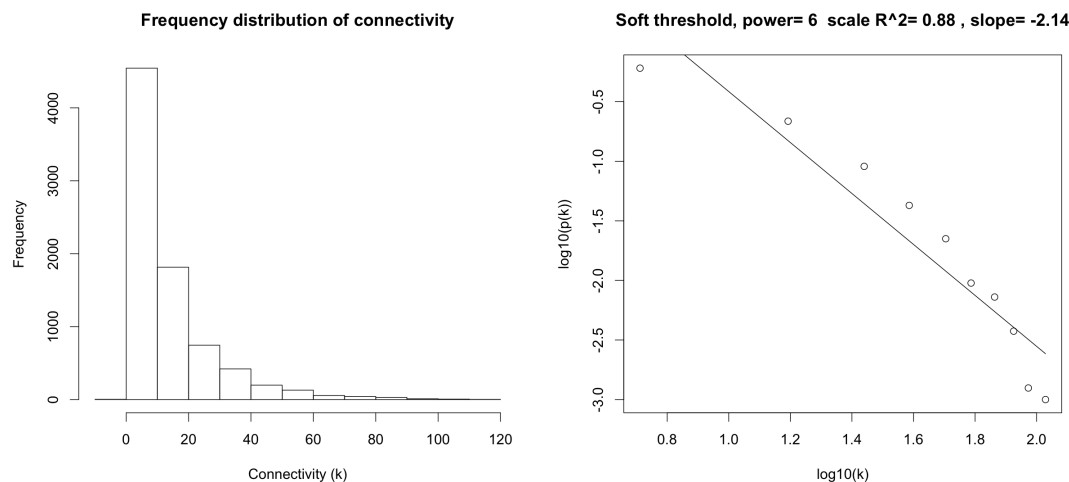 Frequency distribution of connectivity
Frequency
0
1000
2000
3000
4000
0 20 40 60 80 100 120
Connectivity (k)
Soft threshold, power= 6  scale R^2= 0.88 , slope= -2.14
log10(p(k))
-0.5
-1.0
-1.5
-2.0
-2.5
-3.0
0.8 1.0 1.2 1.4 1.6 1.8 2.0
log10(k)